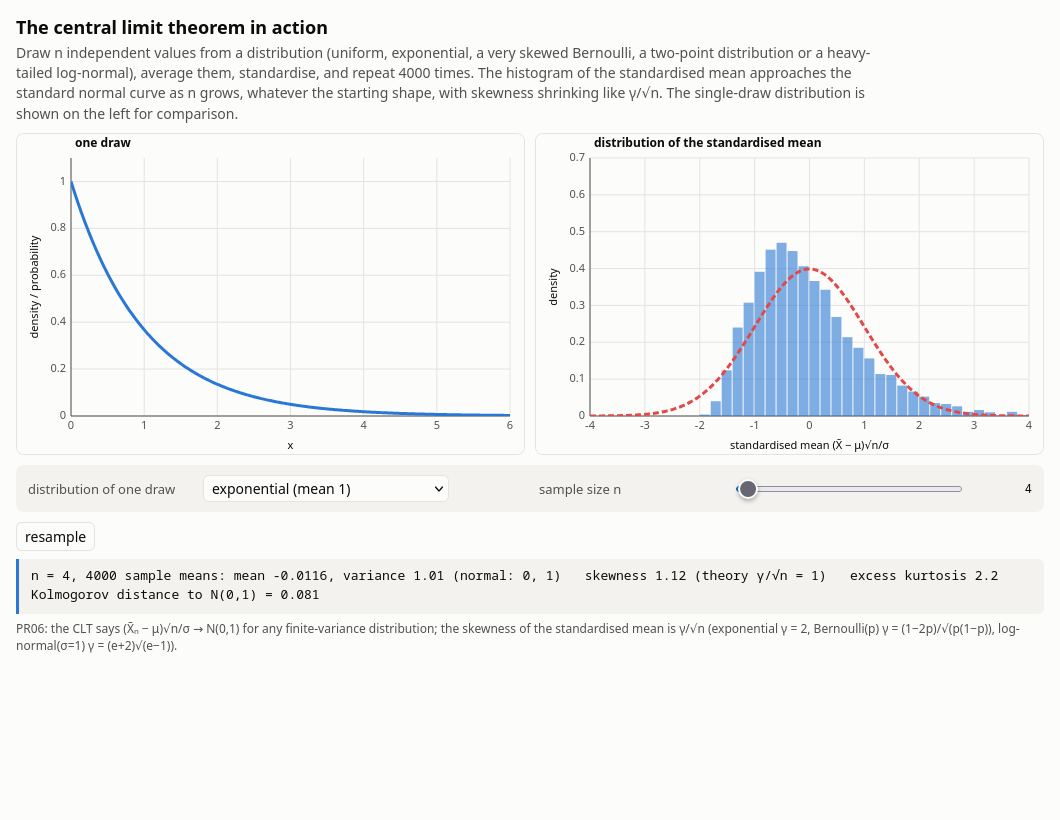 The central limit theorem in action
Draw n independent values from a distribution (uniform, exponential, a very skewed Bernoulli, a two-point distribution or a heavy-
tailed log-normal), average them, standardise, and repeat 4000 times. The histogram of the standardised mean approaches the
standard normal curve as n grows, whatever the starting shape, with skewness shrinking like γ/√n. The single-draw distribution is
shown on the left for comparison.
one draw
1
0.8
0.6
0.4
0.2
0
0 1 2 3 4 5 6
density / probability
x
distribution of the standardised mean
0.7
0.6
0.5
0.4
0.3
0.2
0.1
0
-4 -3 -2 -1 0 1 2 3 4
density
standardised mean (X̄ − μ)√n/σ
distribution of one draw
exponential (mean 1)
sample size n
4
resample
n = 4, 4000 sample means: mean -0.0116, variance 1.01 (normal: 0, 1)   skewness 1.12 (theory γ/√n = 1)   excess kurtosis 2.2
Kolmogorov distance to N(0,1) = 0.081
PR06: the CLT says (X̄ₙ − μ)√n/σ → N(0,1) for any finite-variance distribution; the skewness of the standardised mean is γ/√n (exponential γ = 2, Bernoulli(p) γ = (1−2p)/√(p(1−p)), log-
normal(σ=1) γ = (e+2)√(e−1)).